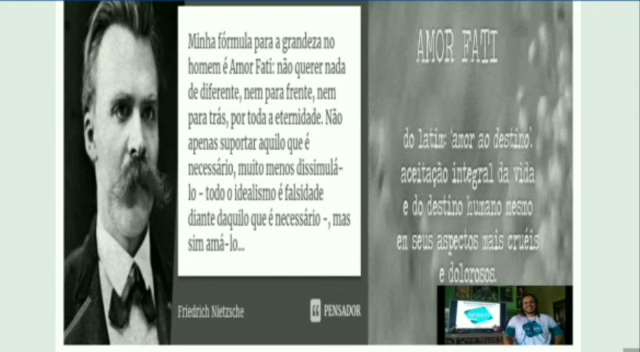 Minha fórmula para a grandeza no
homem é Amor Fati: não querer nada
de diferente, nem para frente, nem
para trás, por toda a eternidade. Não
apenas suportar aquilo que é
necessário, muito menos dissimulá-
lo - todo o idealismo é falsidade
diante daquilo que é necessário -, mas
sim amá-lo...
Friedrich Nietzsche
PENSADOR
AMOR FATI
do latim: 'amor ao destino'.
aceitação integral da vida
e do destino humano mesmo
em seus aspectos mais cruéis
e dolorosos.